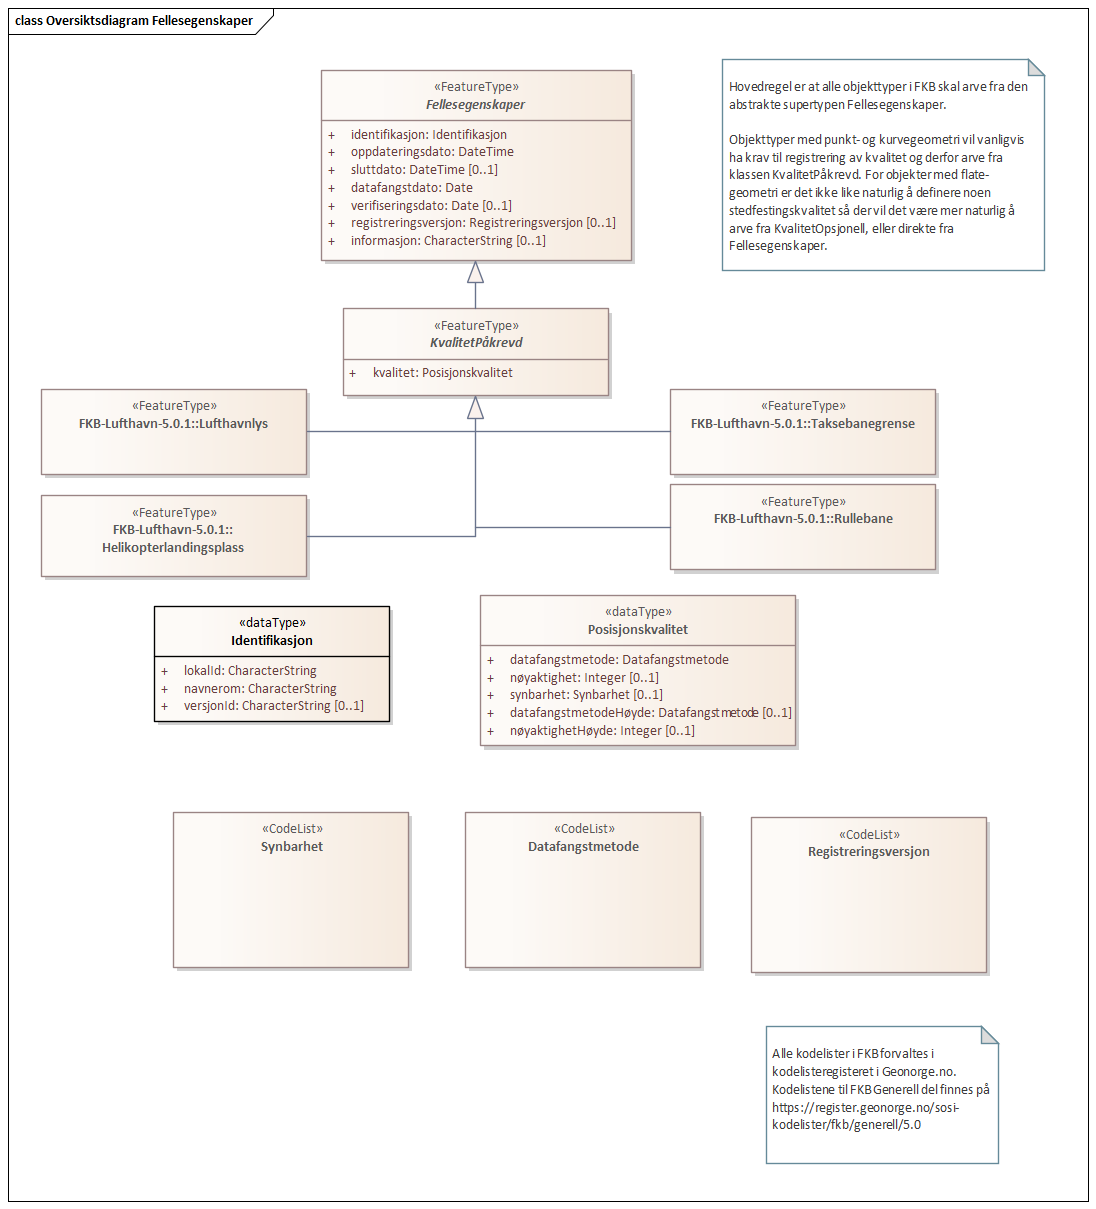 class Oversiktsdiagram Fellesegenskaper
«FeatureType»
Fellesegenskaper
+ identifikasjon: Identifikasjon
+ oppdateringsdato: DateTime
+ sluttdato: DateTime [0..1]
+ datafangstdato: Date
+ verifiseringsdato: Date [0..1]
+ registreringsversjon: Registreringsversjon [0..1]
+ informasjon: CharacterString [0..1]
Hovedregel er at alle objekttyper i FKB skal arve fra den
abstrakte supertypen Fellesegenskaper.
Objekttyper med punkt- og kurvegeometri vil vanligvis
ha krav til registrering av kvalitet og derfor arve fra
klassen KvalitetPåkrevd. For objekter med flate-
geometri er det ikke like naturlig å definere noen
stedfestingskvalitet så der vil det være mer naturlig å
arve fra KvalitetOpsjonell, eller direkte fra
Fellesegenskaper.
«FeatureType»
KvalitetPåkrevd
+ kvalitet: Posisjonskvalitet
«FeatureType»
FKB-Lufthavn-5.0.1::Lufthavnlys
«FeatureType»
FKB-Lufthavn-5.0.1::Taksebanegrense
«FeatureType»
FKB-Lufthavn-5.0.1::
Helikopterlandingsplass
«FeatureType»
FKB-Lufthavn-5.0.1::Rullebane
«dataType»
Identifikasjon
+ lokalId: CharacterString
+ navnerom: CharacterString
+ versjonId: CharacterString [0..1]
«dataType»
Posisjonskvalitet
+ datafangstmetode: Datafangstmetode
+ nøyaktighet: Integer [0..1]
+ synbarhet: Synbarhet [0..1]
+ datafangstmetodeHøyde: Datafangstmetode [0..1]
+ nøyaktighetHøyde: Integer [0..1]
«CodeList»
Synbarhet
«CodeList»
Datafangstmetode
«CodeList»
Registreringsversjon
Alle kodelister i FKB forvaltes i
kodelisteregisteret i Geonorge.no.
Kodelistene til FKB Generell del finnes på
https://register.geonorge.no/sosi-
kodelister/fkb/generell/5.0